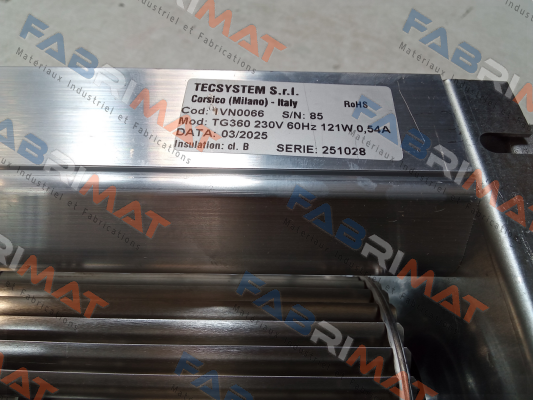 TECSYSTEM S.r.l.
Corsico (Milano) - Italy RoHS
Cod: 1VN0066 S/N: 85
Mod: TG360 230V 60Hz 121W 0,54A
DATA: 03/2025
Insulation: cl. B SERIE: 251028
FABRIMAT
Materiaux Industriel et Fabrications